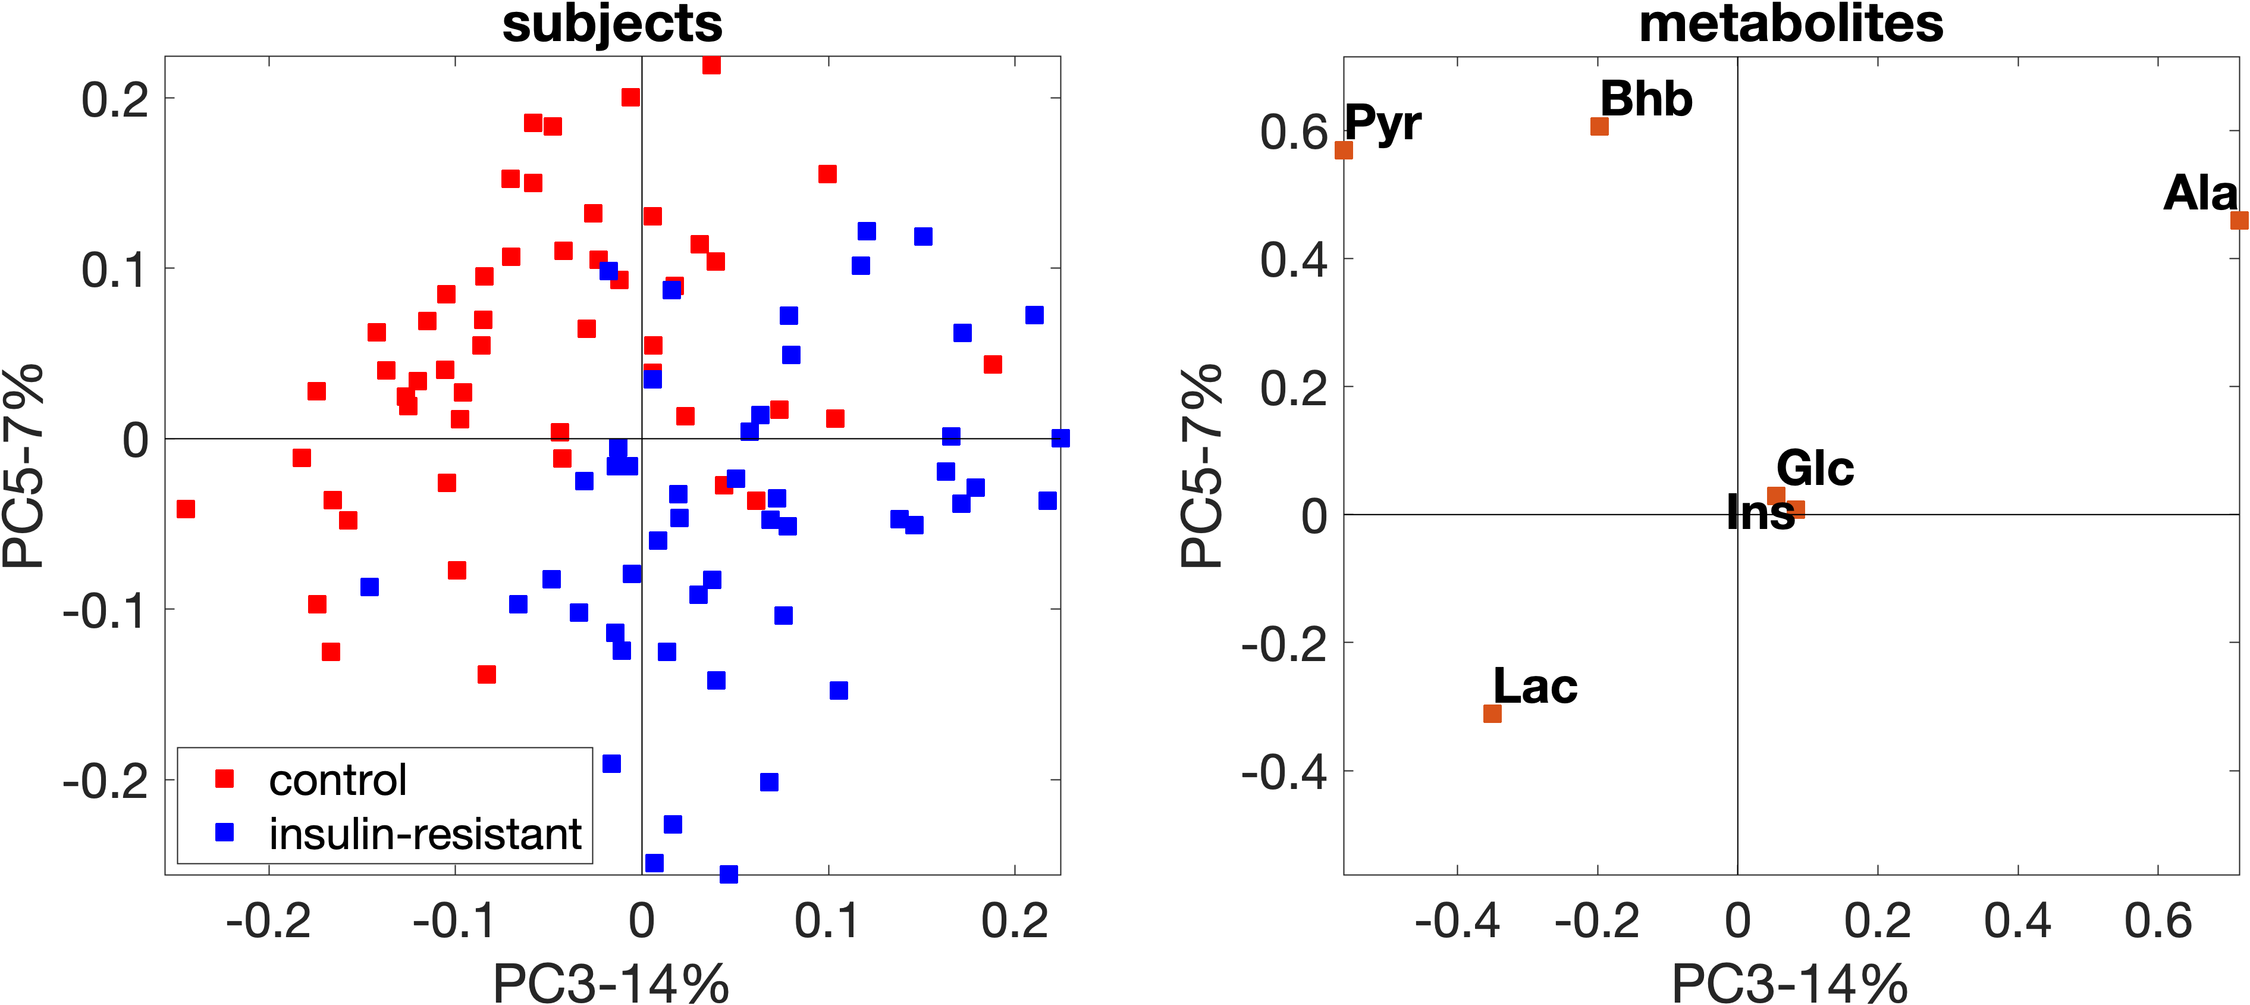 subjects
0.2
0.1
0
-0.1
-0.2
PC5-7%
control
insulin-resistant
-0.2 -0.1 0 0.1 0.2
PC3-14%
metabolites
0.6
0.4
0.2
0
-0.2
-0.4
PC5-7%
Bhb
Pyr
Ala
Glc
Ins
Lac
-0.4 -0.2 0 0.2 0.4 0.6
PC3-14%